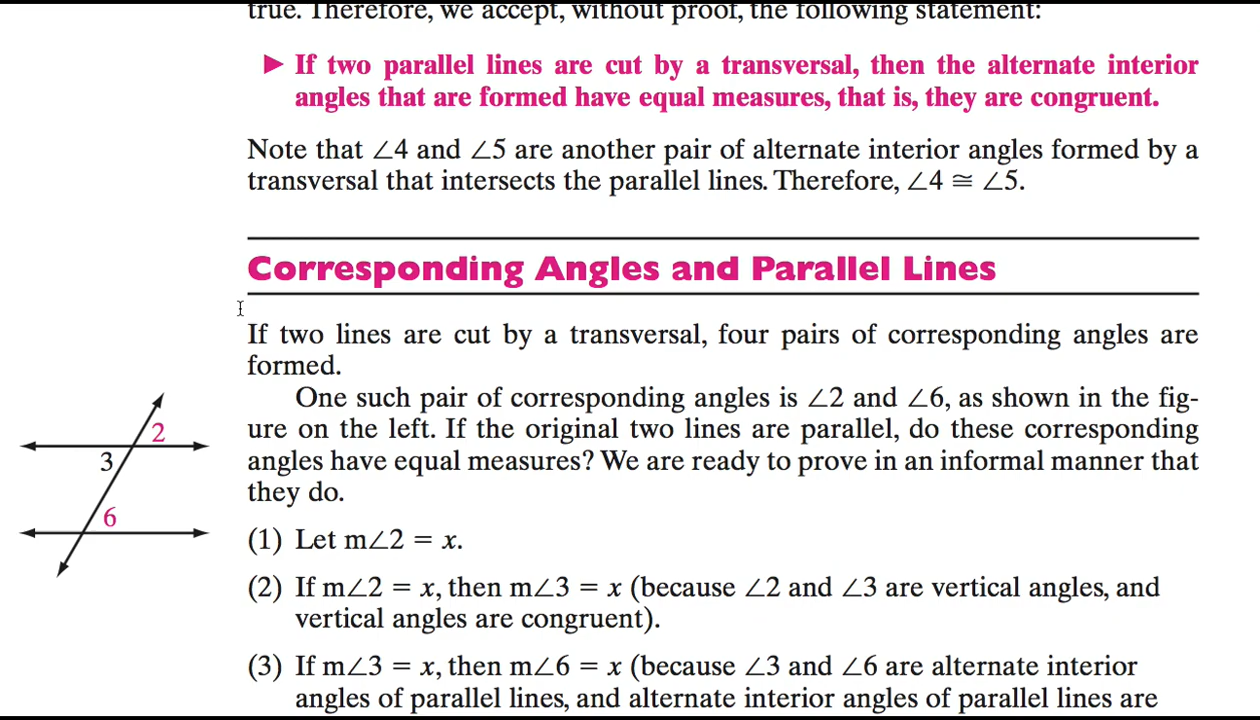 true. Therefore, we accept, without proof, the following statement:
▶ If two parallel lines are cut by a transversal, then the alternate interior
angles that are formed have equal measures, that is, they are congruent.
Note that ∠4 and ∠5 are another pair of alternate interior angles formed by a
transversal that intersects the parallel lines. Therefore, ∠4 ≅ ∠5.
Corresponding Angles and Parallel Lines
If two lines are cut by a transversal, four pairs of corresponding angles are
formed.
One such pair of corresponding angles is ∠2 and ∠6, as shown in the fig-
ure on the left. If the original two lines are parallel, do these corresponding
angles have equal measures? We are ready to prove in an informal manner that
they do.
2
3
6
(1) Let m∠2 = x.
(2) If m∠2 = x, then m∠3 = x (because ∠2 and ∠3 are vertical angles, and
vertical angles are congruent).
(3) If m∠3 = x, then m∠6 = x (because ∠3 and ∠6 are alternate interior
angles of parallel lines, and alternate interior angles of parallel lines are